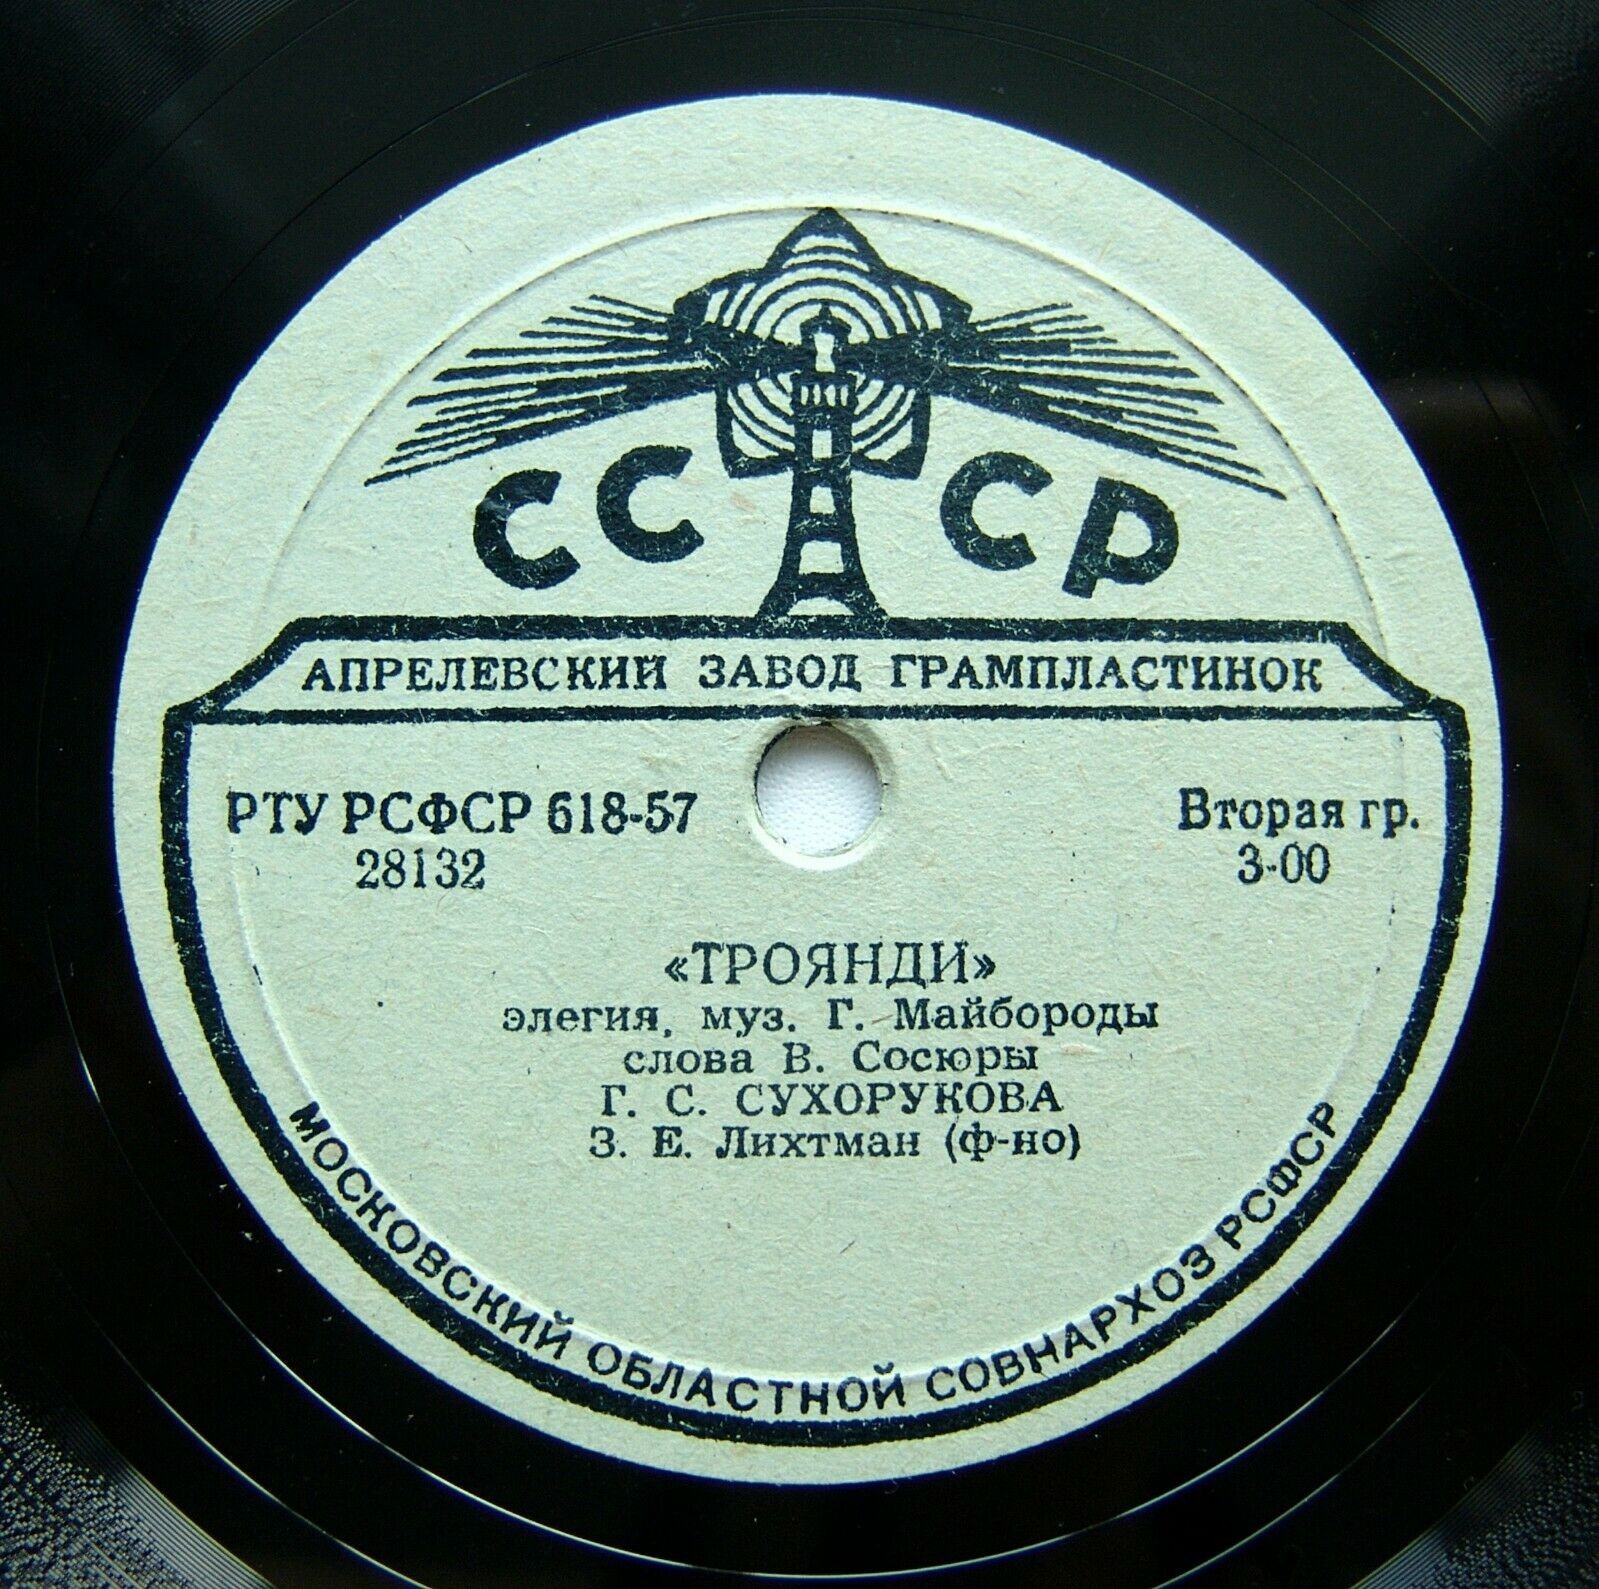 СССР
АПРЕЛЕВСКИЙ ЗАВОД ГРАМПЛАСТИНОК
РТУ РСФСР 618-57 Вторая гр.
28132 3-00
«ТРОЯНДИ»
элегия, муз. Г. Майбороды
слова В. Сосюры
Г. С. СУХОРУКОВА
З. Е. Лихтман (ф-но)
МОСКОВСКИЙ ОБЛАСТНОЙ СОВНАРХОЗ РСФСР